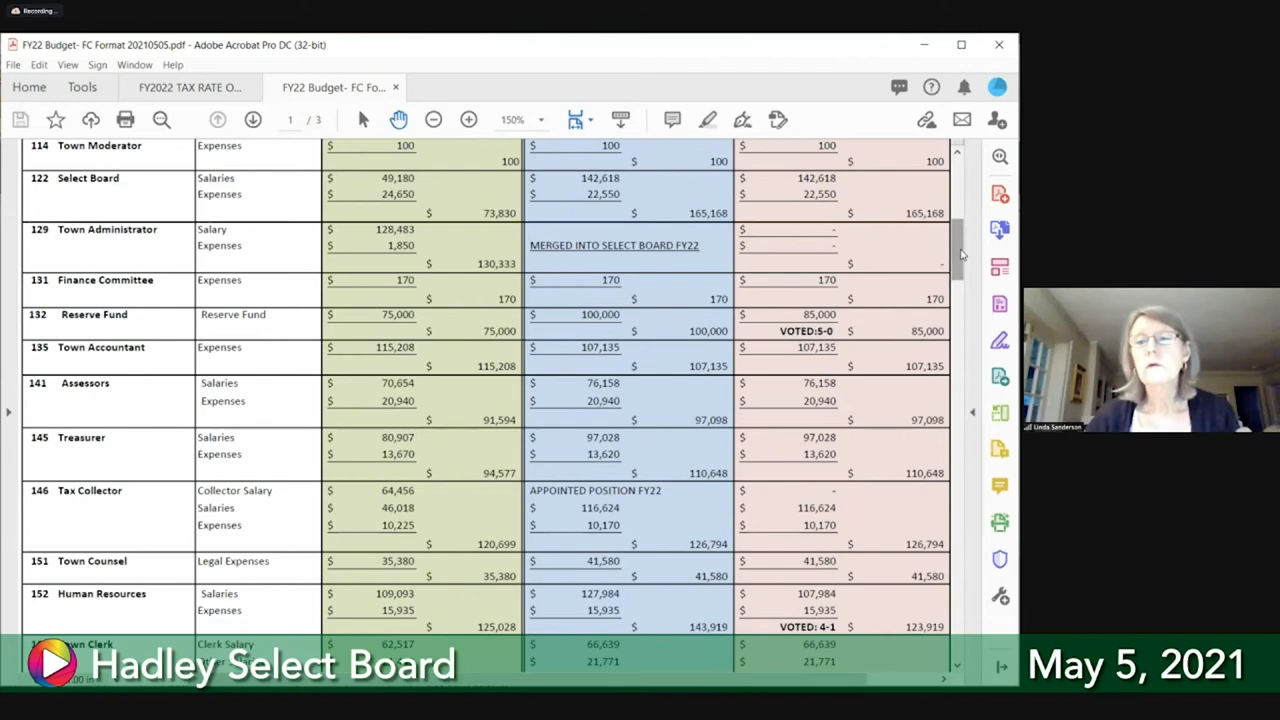 Recording...
FY22 Budget- FC Format 20210505.pdf - Adobe Acrobat Pro DC (32-bit)
File Edit View Sign Window Help
Home Tools FY2022 TAX RATE O... FY22 Budget- FC Fo... ×
1 / 3 150%
114 Town Moderator Expenses $ 100 $ 100 $ 100
100 $ 100 $ 100
122 Select Board Salaries $ 49,180 $ 142,618 $ 142,618
Expenses $ 24,650 $ 22,550 $ 22,550
$ 73,830 $ 165,168 $ 165,168
129 Town Administrator Salary $ 128,483 $ -
Expenses $ 1,850 MERGED INTO SELECT BOARD FY22 $ -
$ 130,333 $ -
131 Finance Committee Expenses $ 170 $ 170 $ 170
$ 170 $ 170 $ 170
132 Reserve Fund Reserve Fund $ 75,000 $ 100,000 $ 85,000
$ 75,000 $ 100,000 VOTED:5-0 $ 85,000
135 Town Accountant Expenses $ 115,208 $ 107,135 $ 107,135
$ 115,208 $ 107,135 $ 107,135
141 Assessors Salaries $ 70,654 $ 76,158 $ 76,158
Expenses $ 20,940 $ 20,940 $ 20,940
$ 91,594 $ 97,098 $ 97,098
145 Treasurer Salaries $ 80,907 $ 97,028 $ 97,028
Expenses $ 13,670 $ 13,620 $ 13,620
$ 94,577 $ 110,648 $ 110,648
146 Tax Collector Collector Salary $ 64,456 APPOINTED POSITION FY22 $ -
Salaries $ 46,018 $ 116,624 $ 116,624
Expenses $ 10,225 $ 10,170 $ 10,170
$ 120,699 $ 126,794 $ 126,794
151 Town Counsel Legal Expenses $ 35,380 $ 41,580 $ 41,580
$ 35,380 $ 41,580 $ 41,580
152 Human Resources Salaries $ 109,093 $ 127,984 $ 107,984
Expenses $ 15,935 $ 15,935 $ 15,935
$ 125,028 $ 143,919 VOTED: 4-1 $ 123,919
Town Clerk Clerk Salary $ 62,517 $ 66,639 $ 66,639
$ 21,771 $ 21,771
Linda Sanderson
Hadley Select Board
May 5, 2021